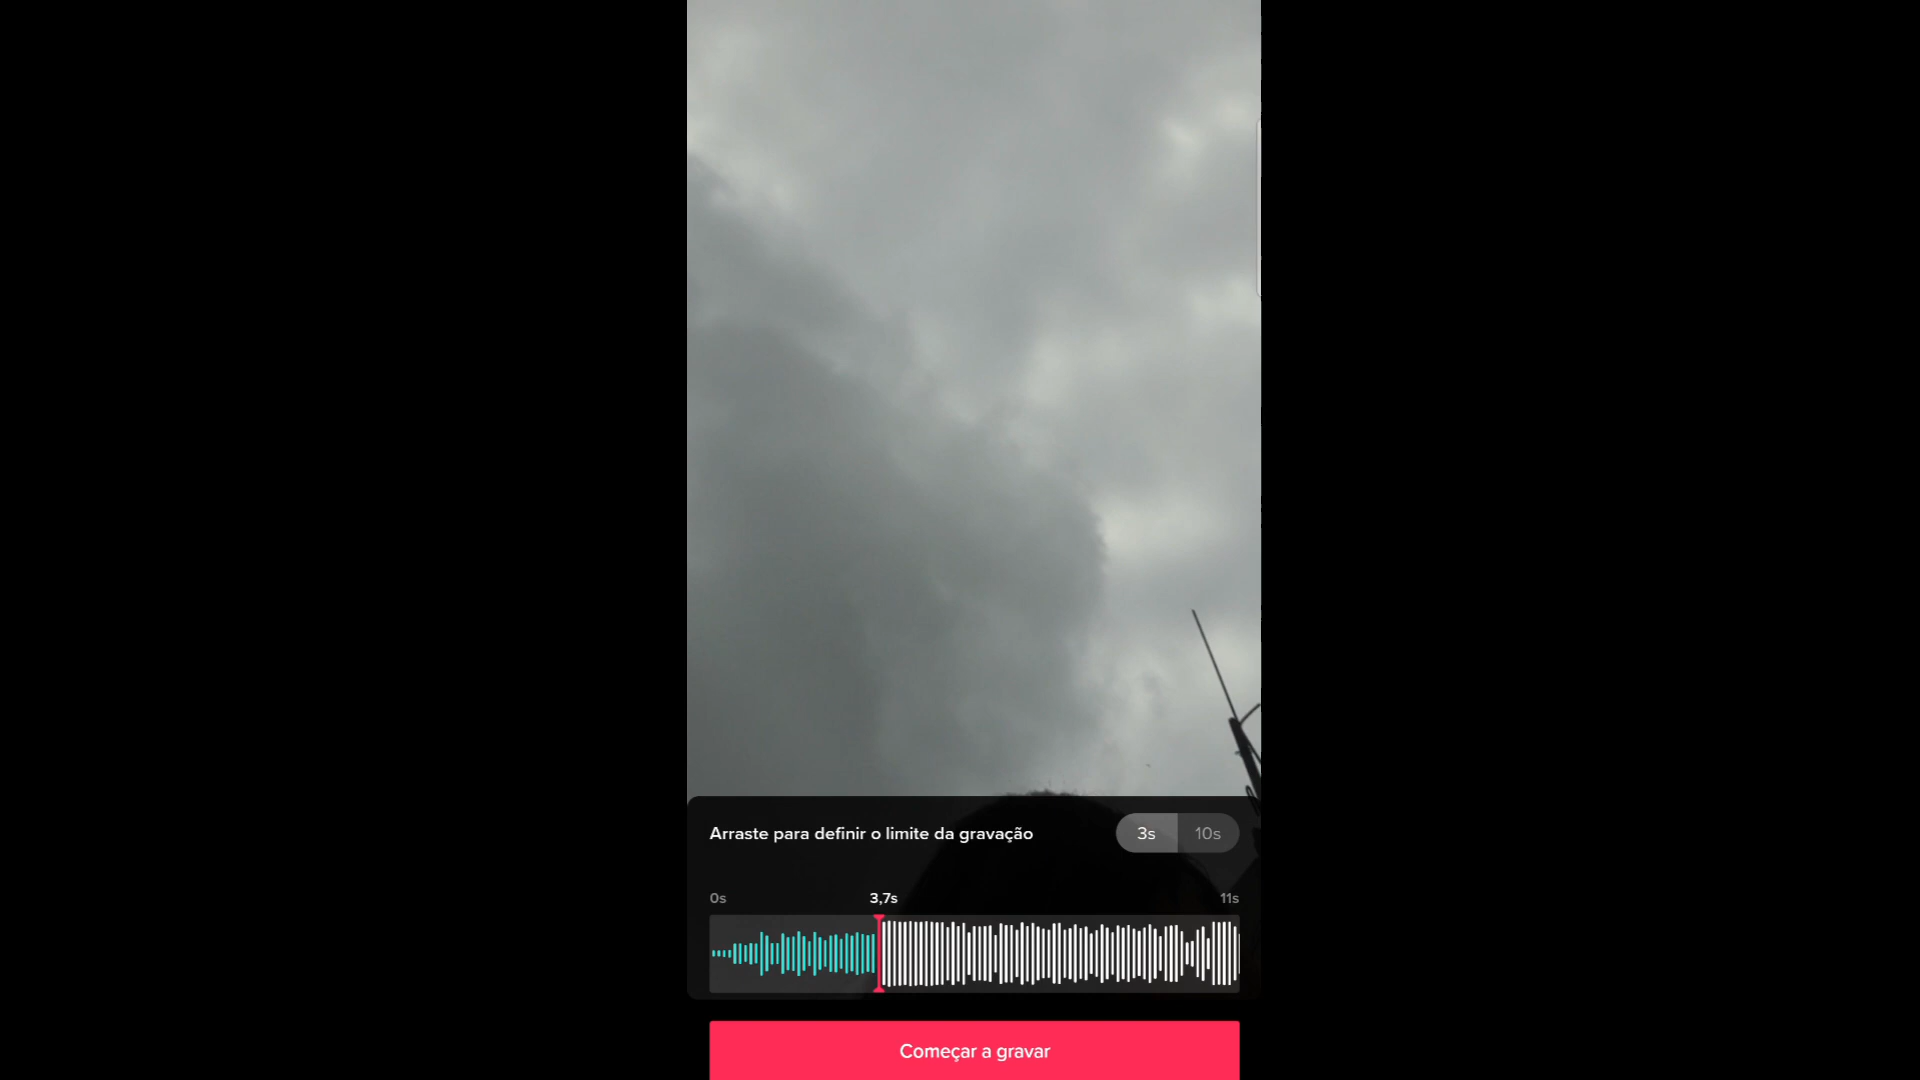 Arraste para definir o limite da gravação
3s 10s
0s 3,7s 11s
Começar a gravar